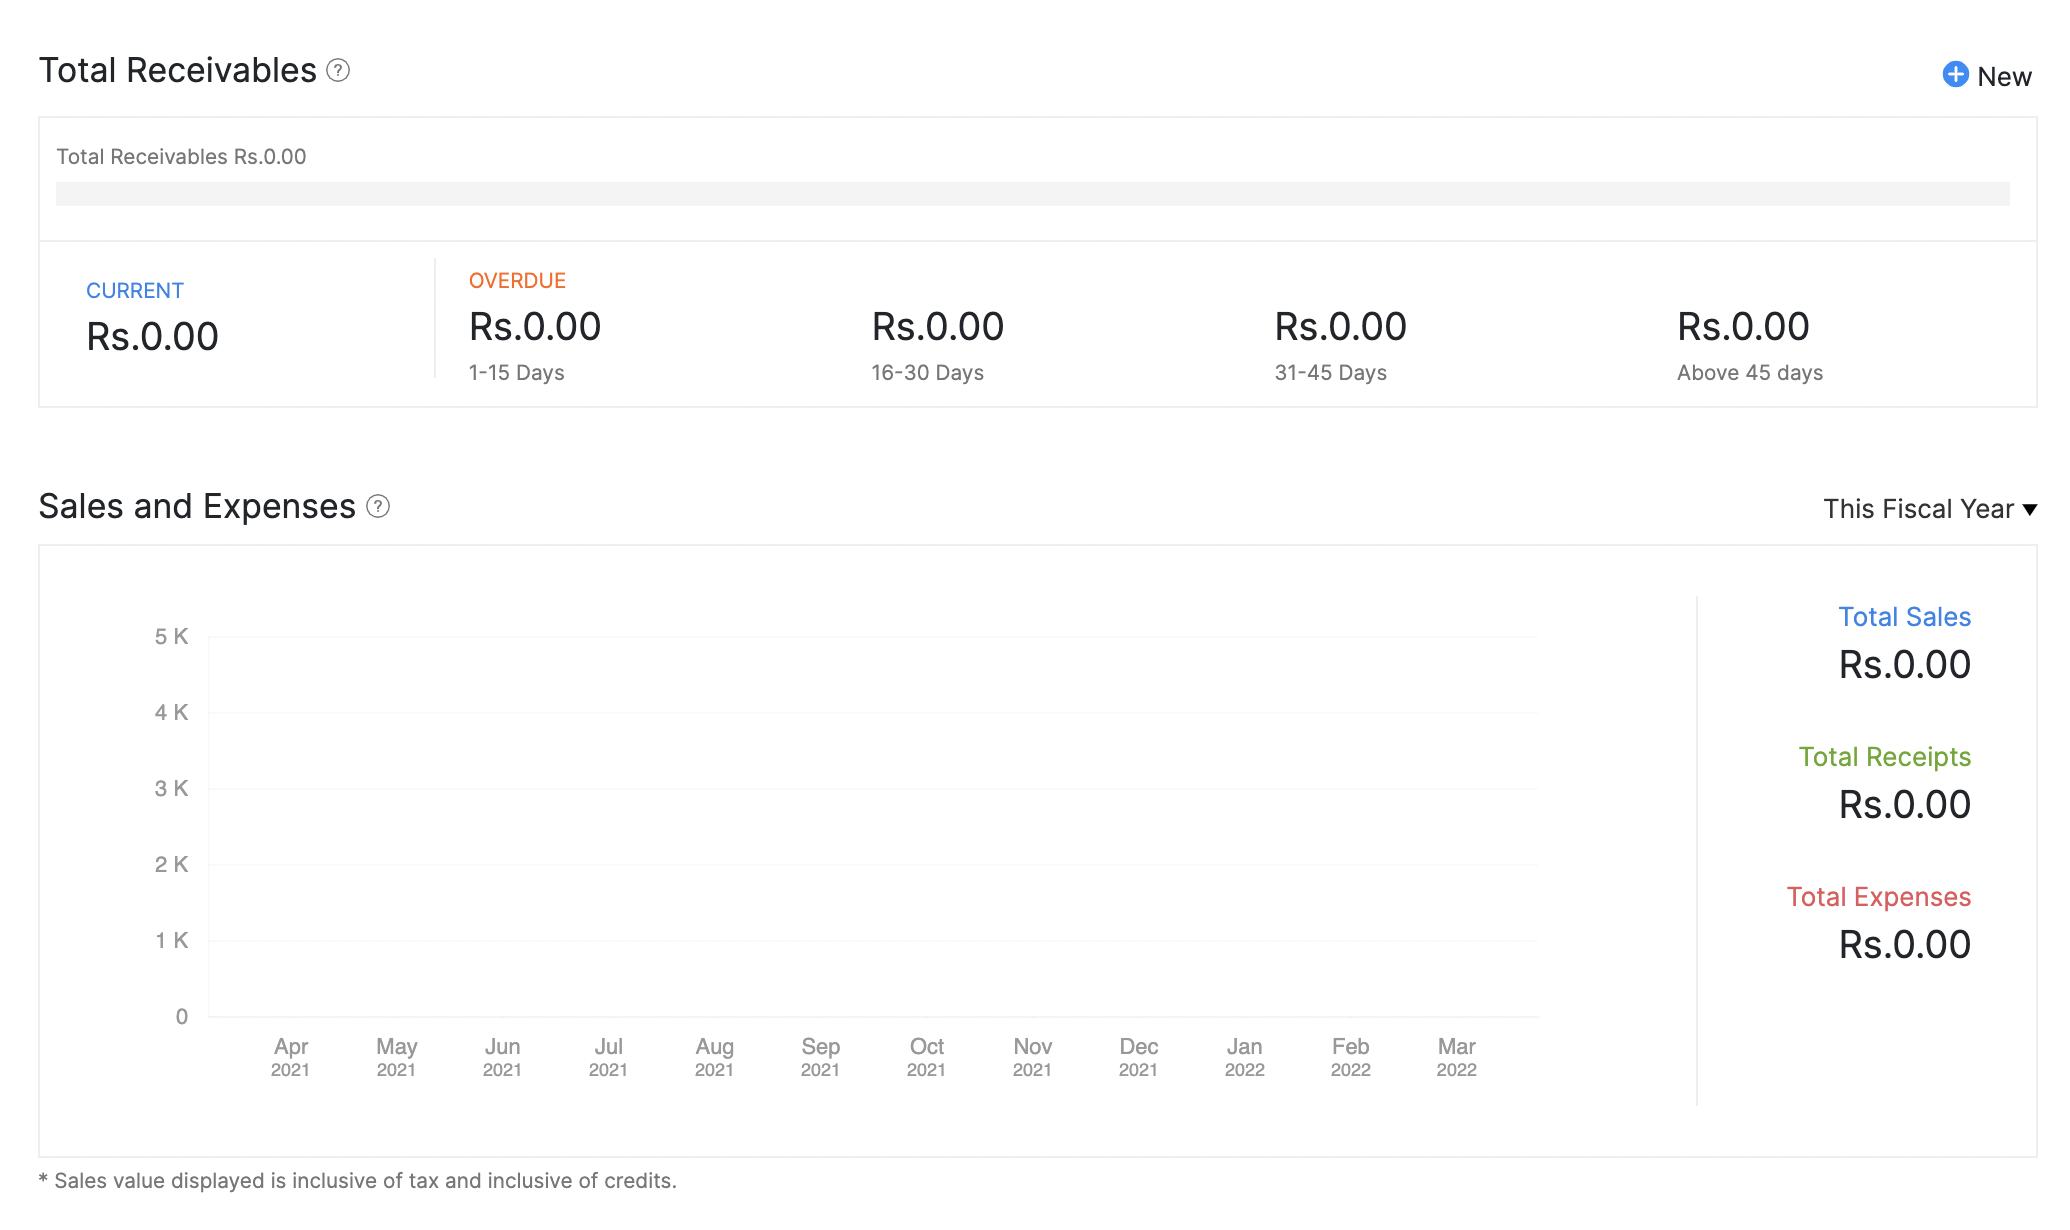 Total Receivables ?
New
Total Receivables Rs.0.00
CURRENT
Rs.0.00
OVERDUE
Rs.0.00 Rs.0.00 Rs.0.00 Rs.0.00
1-15 Days 16-30 Days 31-45 Days Above 45 days
Sales and Expenses ?
This Fiscal Year
5 K
4 K
3 K
2 K
1 K
0
Apr May Jun Jul Aug Sep Oct Nov Dec Jan Feb Mar
2021 2021 2021 2021 2021 2021 2021 2021 2021 2022 2022 2022
Total Sales
Rs.0.00
Total Receipts
Rs.0.00
Total Expenses
Rs.0.00
* Sales value displayed is inclusive of tax and inclusive of credits.